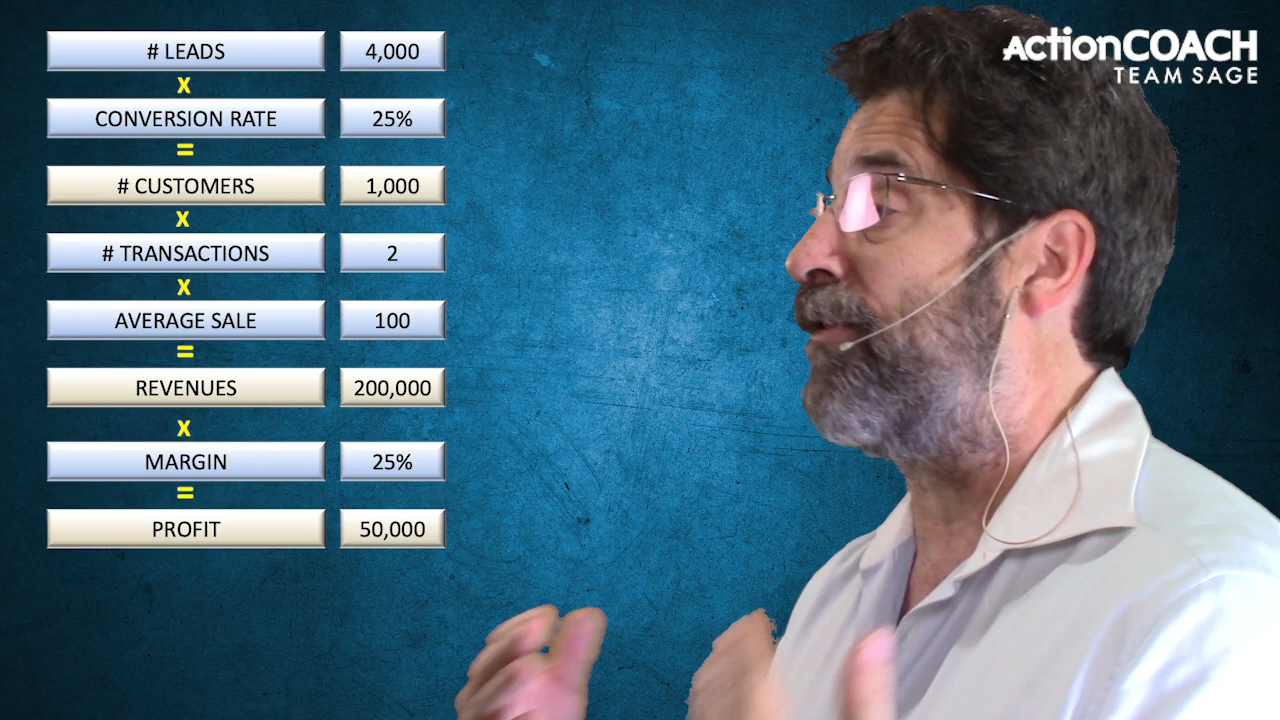 # LEADS 4,000
x
CONVERSION RATE 25%
=
# CUSTOMERS 1,000
x
# TRANSACTIONS 2
x
AVERAGE SALE 100
=
REVENUES 200,000
x
MARGIN 25%
=
PROFIT 50,000
ActionCOACH
TEAM SAGE